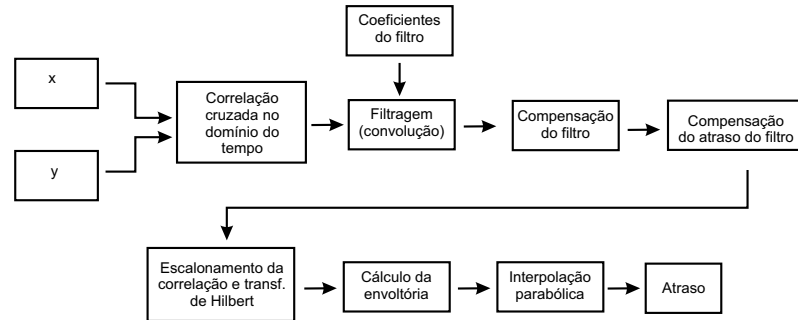 Coeficientes
do filtro
x
y
Correlação
cruzada no
domínio do
tempo
Filtragem
(convolução)
Compensação
do filtro
Compensação
do atraso do filtro
Escalonamento da
correlação e transf.
de Hilbert
Cálculo da
envoltória
Interpolação
parabólica
Atraso